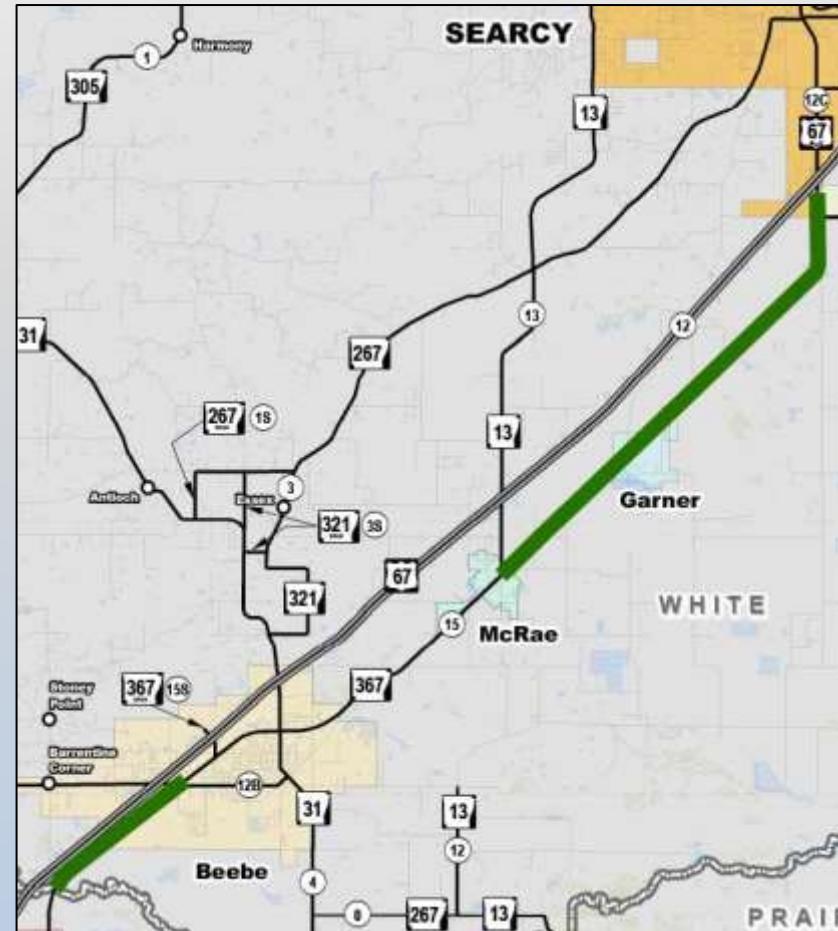 SEARCY
Harmony
1
305
13
12C
67
31
13
12
267
267
1S
13
Antioch
Essex
3
321
3S
Garner
67
321
WHITE
15
McRae
367
15S
367
Stoney
Point
Barrentine
Corner
12B
31
13
Beebe
12
4
8
267
13
PRAI